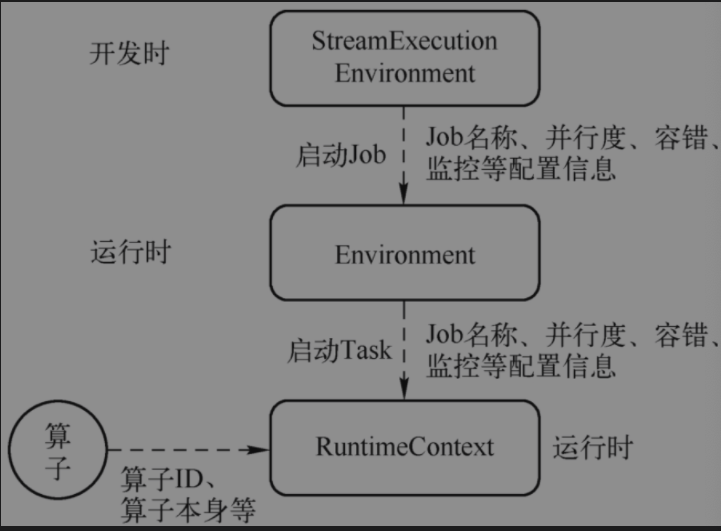 开发时
StreamExecution
Environment
启动Job
Job名称、并行度、容错、
监控等配置信息
运行时
Environment
启动Task
Job名称、并行度、容错、
监控等配置信息
算
子
算子ID、
算子本身等
RuntimeContext
运行时